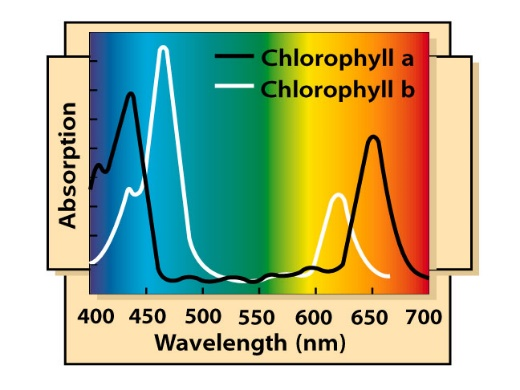 Chlorophyll a
Chlorophyll b
Absorption
400 450 500 550 600 650 700
Wavelength (nm)